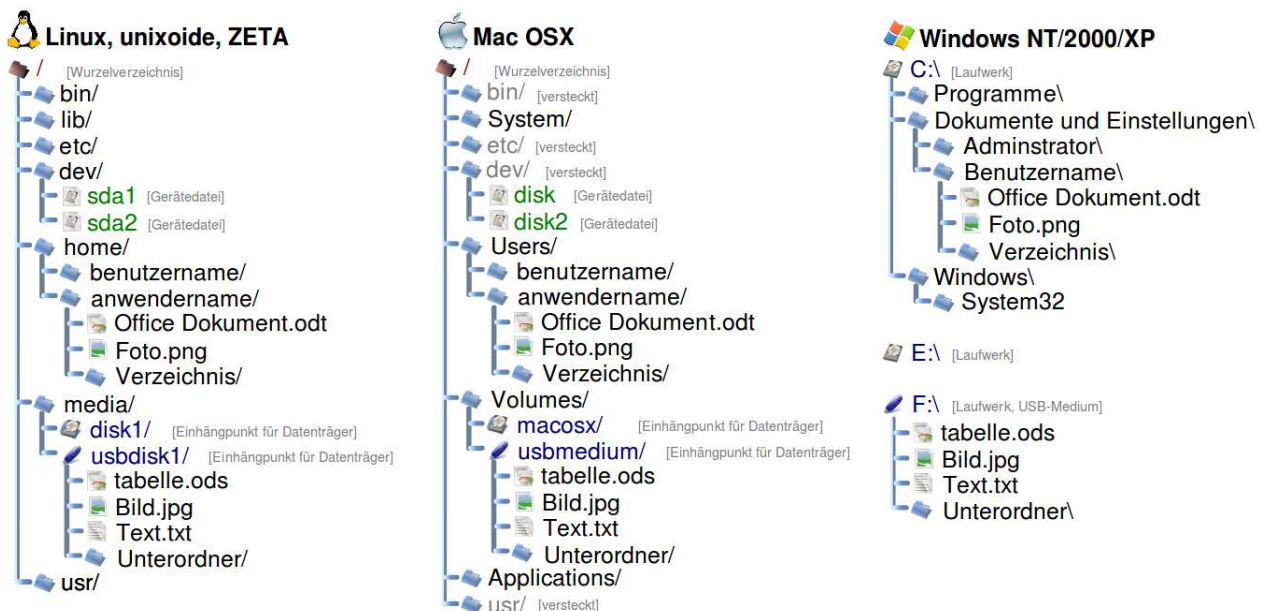 Linux, unixoide, ZETA
/ [Wurzelverzeichnis]
bin/
lib/
etc/
dev/
sda1 [Gerätedatei]
sda2 [Gerätedatei]
home/
benutzername/
anwendername/
Office Dokument.odt
Foto.png
Verzeichnis/
media/
disk1/ [Einhängpunkt für Datenträger]
usbdisk1/ [Einhängpunkt für Datenträger]
tabelle.ods
Bild.jpg
Text.txt
Unterordner/
usr/
Mac OSX
/ [Wurzelverzeichnis]
bin/ [versteckt]
System/
etc/ [versteckt]
dev/ [versteckt]
disk [Gerätedatei]
disk2 [Gerätedatei]
Users/
benutzername/
anwendername/
Office Dokument.odt
Foto.png
Verzeichnis/
Volumes/
macosx/ [Einhängpunkt für Datenträger]
usbmedium/ [Einhängpunkt für Datenträger]
tabelle.ods
Bild.jpg
Text.txt
Unterordner/
Applications/
usr/ [versteckt]
Windows NT/2000/XP
C:\ [Laufwerk]
Programme\
Dokumente und Einstellungen\
Adminstrator\
Benutzername\
Office Dokument.odt
Foto.png
Verzeichnis\
Windows\
System32
E:\ [Laufwerk]
F:\ [Laufwerk, USB-Medium]
tabelle.ods
Bild.jpg
Text.txt
Unterordner\